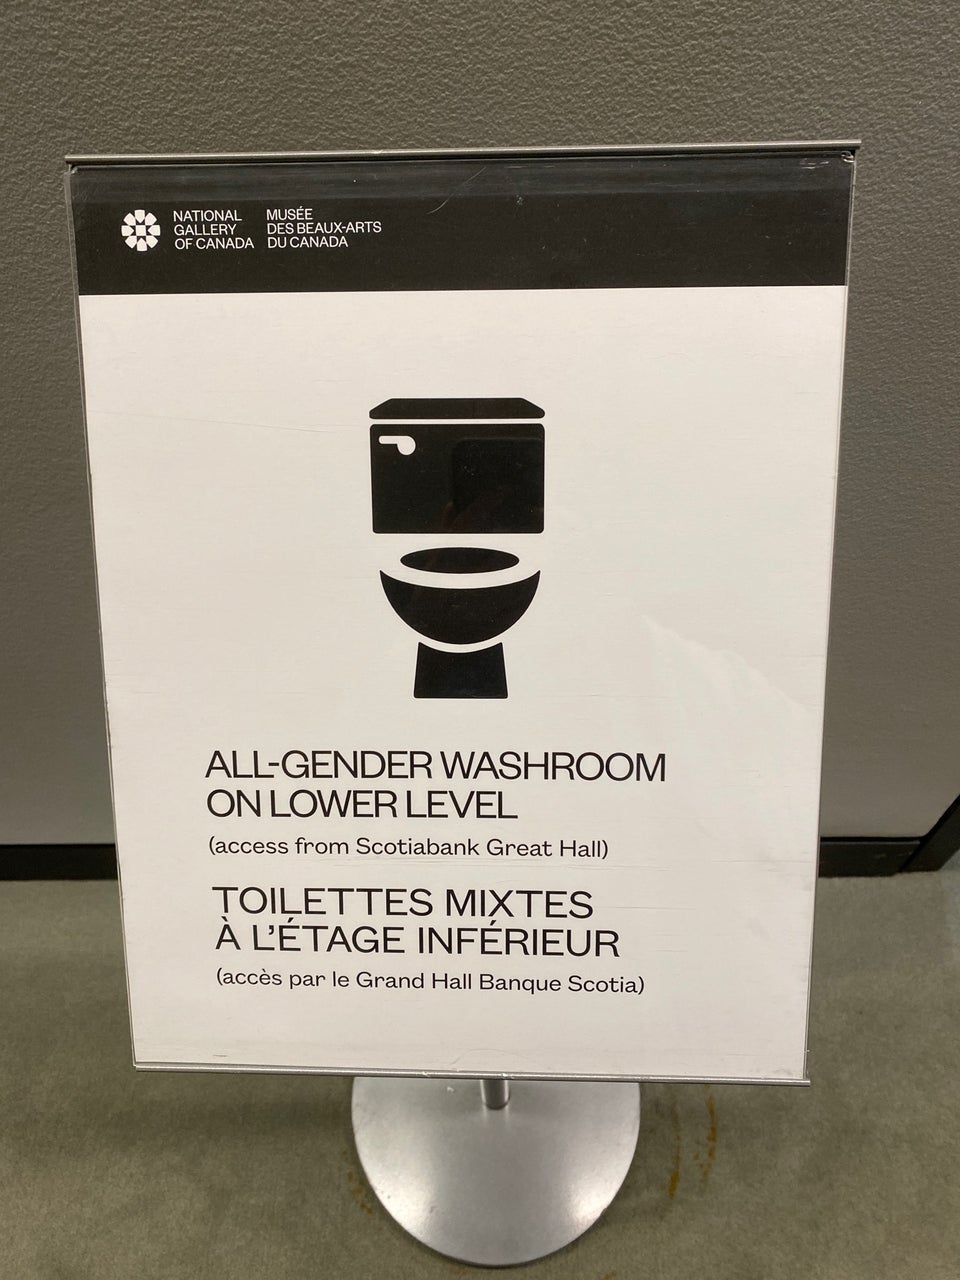 NATIONAL
GALLERY
OF CANADA
MUSÉE
DES BEAUX-ARTS
DU CANADA
ALL-GENDER WASHROOM
ON LOWER LEVEL
(access from Scotiabank Great Hall)
TOILETTES MIXTES
À L'ÉTAGE INFÉRIEUR
(accès par le Grand Hall Banque Scotia)